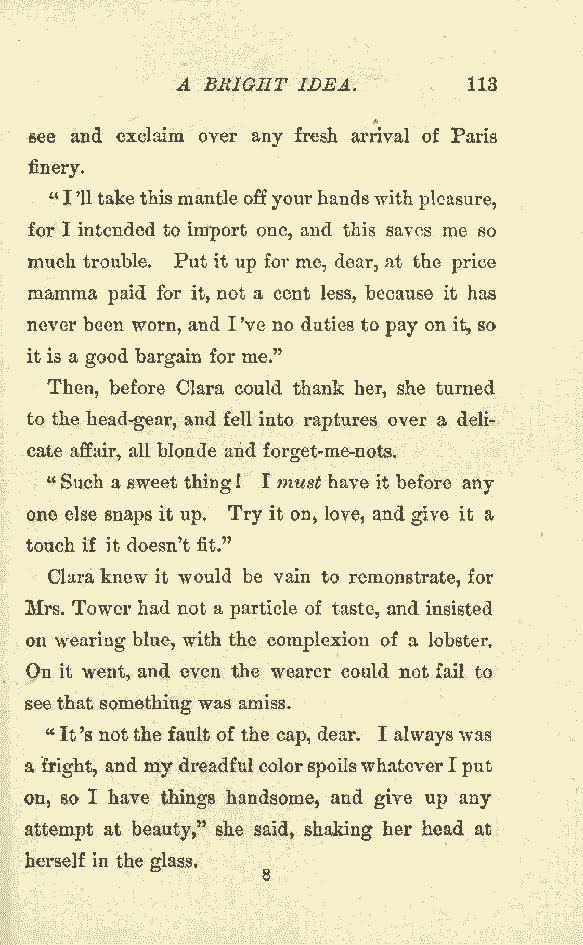 A BRIGHT IDEA. 113
see and exclaim over any fresh arrival of Paris
finery.
“I’ll take this mantle off your hands with pleasure,
for I intended to import one, and this saves me so
much trouble. Put it up for me, dear, at the price
mamma paid for it, not a cent less, because it has
never been worn, and I’ve no duties to pay on it, so
it is a good bargain for me.”
Then, before Clara could thank her, she turned
to the head-gear, and fell into raptures over a deli-
cate affair, all blonde and forget-me-nots.
“Such a sweet thing! I must have it before any
one else snaps it up. Try it on, love, and give it a
touch if it doesn’t fit.”
Clara knew it would be vain to remonstrate, for
Mrs. Tower had not a particle of taste, and insisted
on wearing blue, with the complexion of a lobster.
On it went, and even the wearer could not fail to
see that something was amiss.
“It’s not the fault of the cap, dear. I always was
a fright, and my dreadful color spoils whatever I put
on, so I have things handsome, and give up any
attempt at beauty,” she said, shaking her head at
herself in the glass.
8